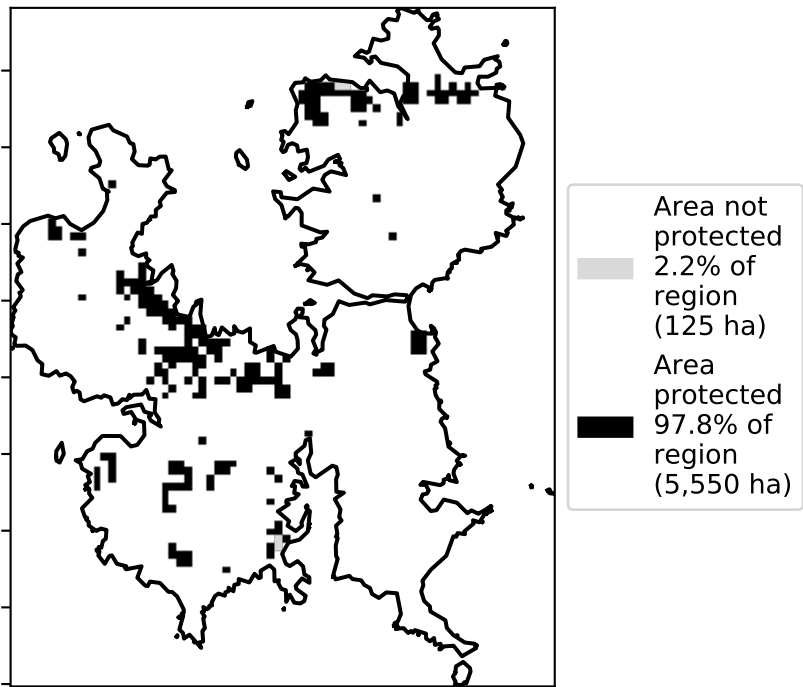 Area not
protected
2.2% of
region
(125 ha)
Area
protected
97.8% of
region
(5,550 ha)